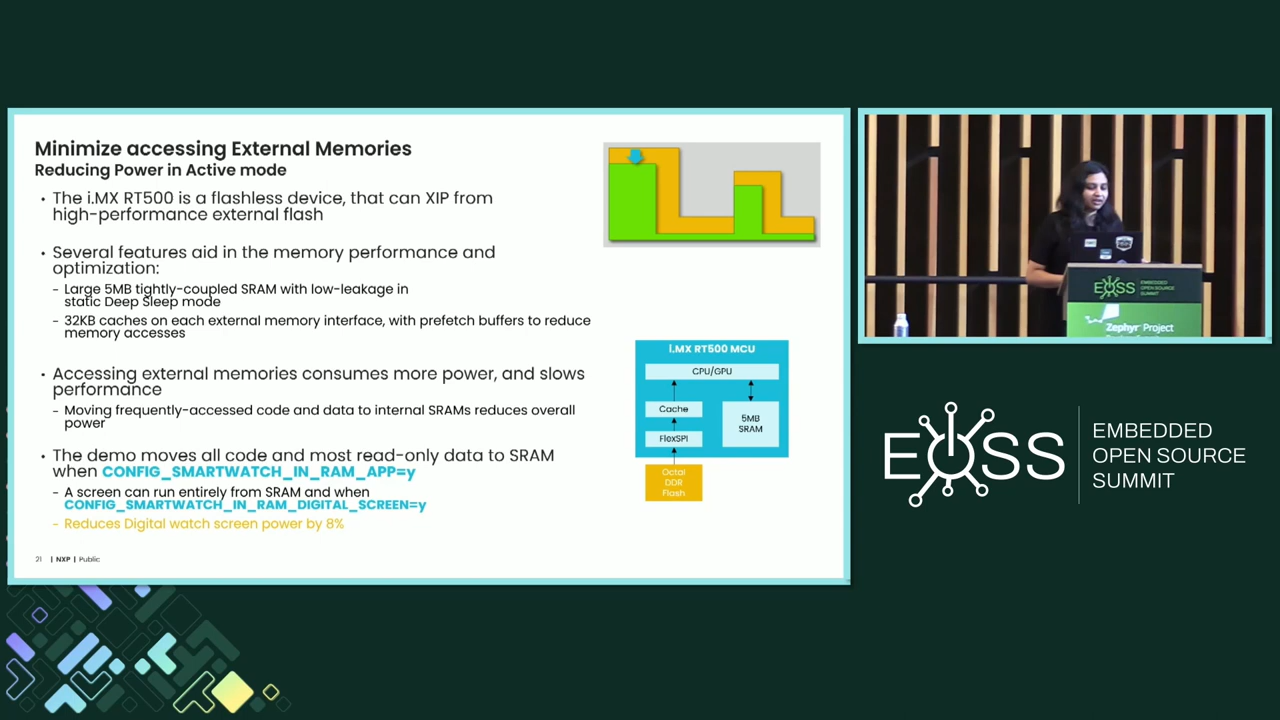 Minimize accessing External Memories
Reducing Power in Active mode
• The i.MX RT500 is a flashless device, that can XIP from
high-performance external flash
• Several features aid in the memory performance and
optimization:
- Large 5MB tightly-coupled SRAM with low-leakage in
static Deep Sleep mode
- 32KB caches on each external memory interface, with prefetch buffers to reduce
memory accesses
• Accessing external memories consumes more power, and slows
performance
- Moving frequently-accessed code and data to internal SRAMs reduces overall
power
• The demo moves all code and most read-only data to SRAM
when CONFIG_SMARTWATCH_IN_RAM_APP=y
- A screen can run entirely from SRAM and when
CONFIG_SMARTWATCH_IN_RAM_DIGITAL_SCREEN=y
- Reduces Digital watch screen power by 8%
21 | NXP | Public
i.MX RT500 MCU
CPU/GPU
Cache
5MB
SRAM
FlexSPI
Octal
DDR
Flash
EOSS
EMBEDDED
OPEN SOURCE
SUMMIT
Zephyr Project
EOSS
EMBEDDED
OPEN SOURCE
SUMMIT